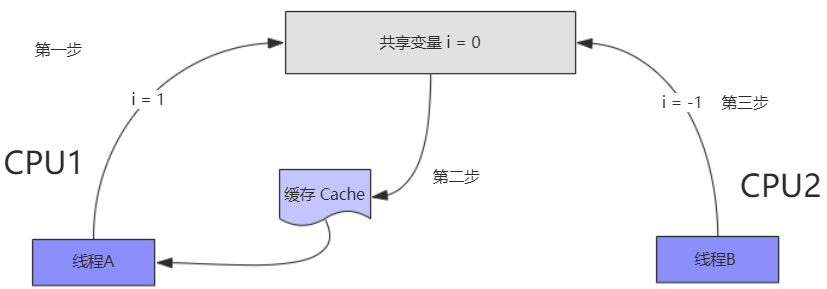 共享变量 i = 0
第一步
i = 1
i = -1
第三步
CPU1
第二步
缓存 Cache
CPU2
线程A
线程B